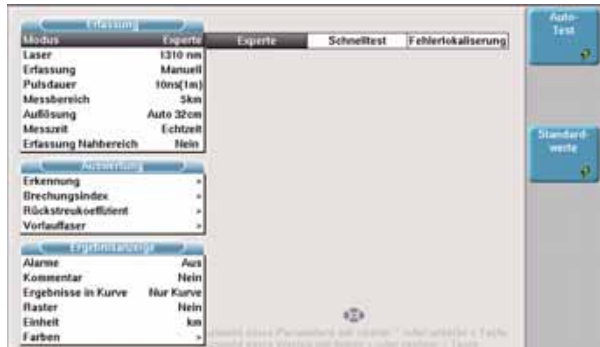 Erfassung
Modus Experte Experte Schnelltest Fehlerlokaliserung
Laser 1310 nm
Erfassung Manuell
Pulsdauer 10ns(1m)
Messbereich 5km
Auflösung Auto 32cm
Messzeit Echtzeit
Erfassung Nahbereich Nein
Auswertung
Erkennung >
Brechungsindex >
Rückstreukoeffizient >
Vorlauffaser >
Ergebnisanzeige
Alarme Aus
Kommentar Nein
Ergebnisse in Kurve Nur Kurve
Raster Nein
Einheit km
Farben >
Auto-
Test
Standard-
werte